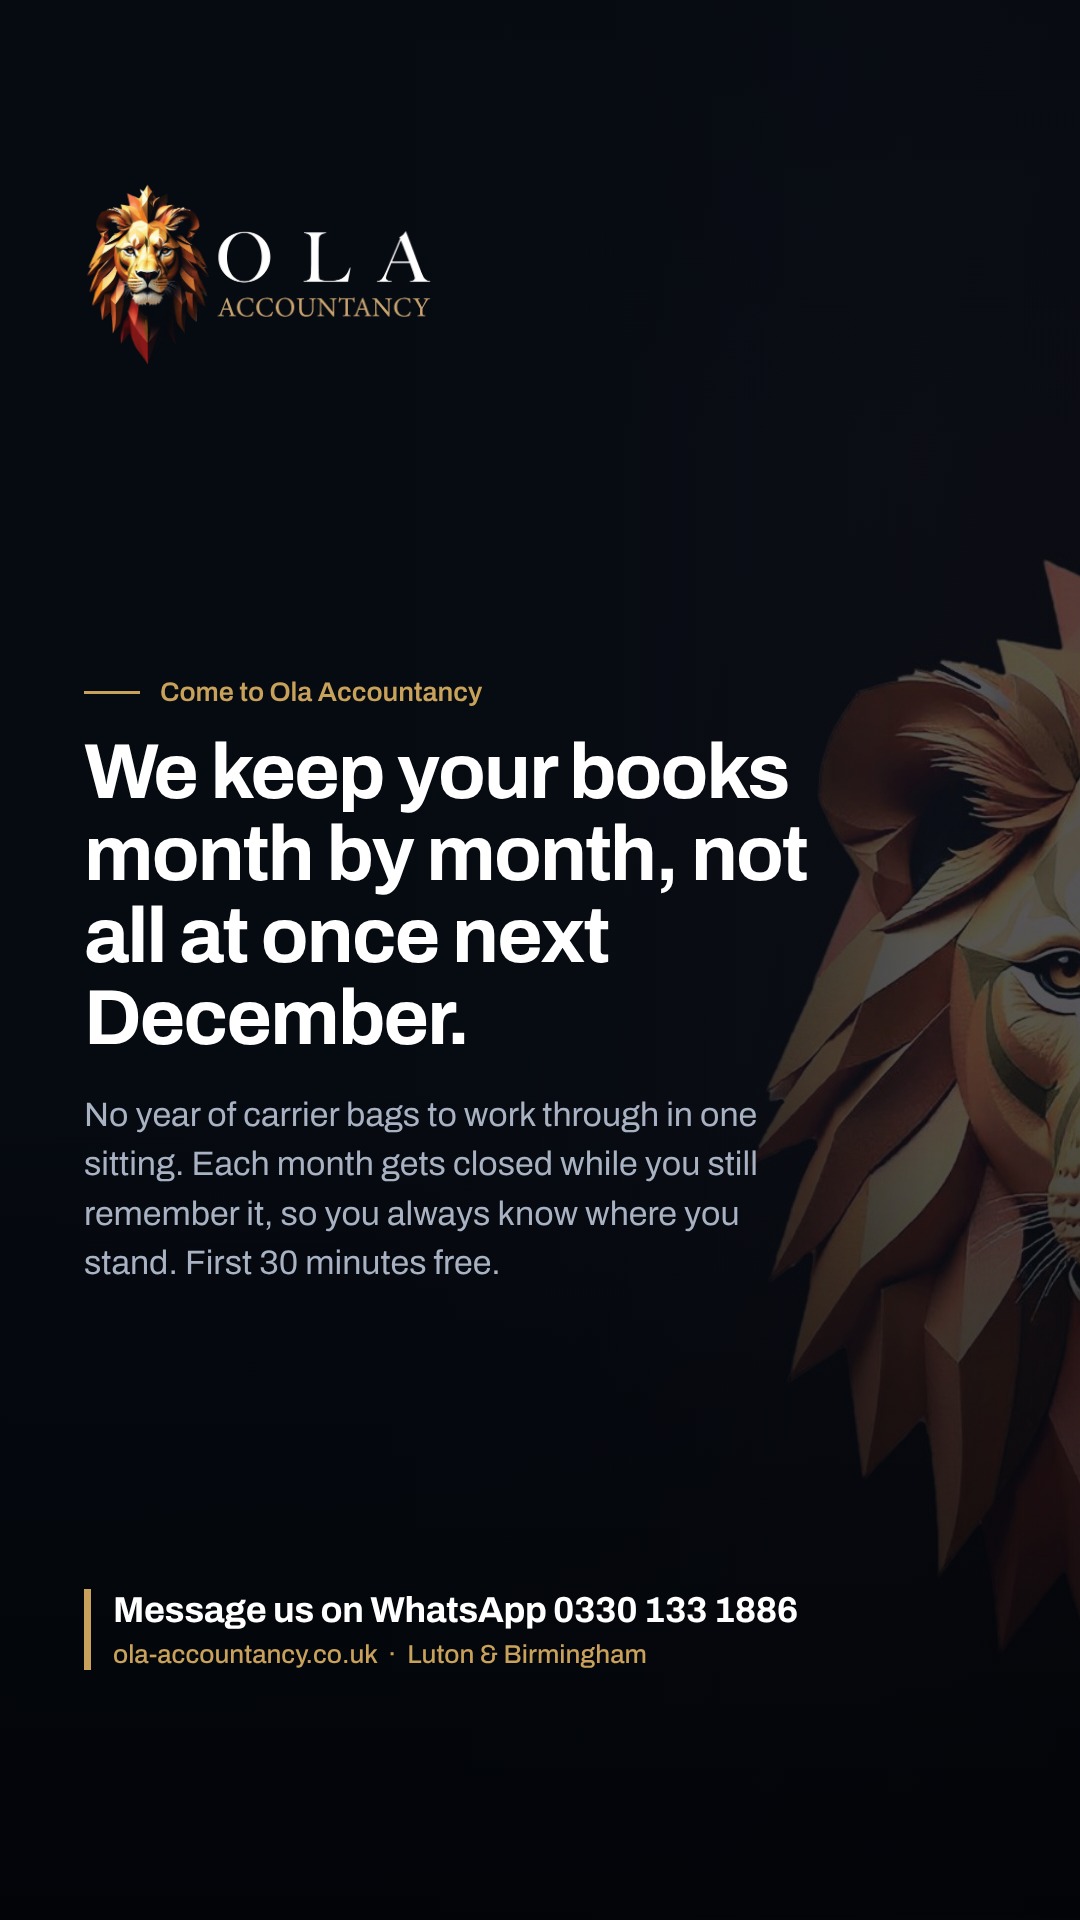 OLA
ACCOUNTANCY
Come to Ola Accountancy
We keep your books
month by month, not
all at once next
December.
No year of carrier bags to work through in one
sitting. Each month gets closed while you still
remember it, so you always know where you
stand. First 30 minutes free.
Message us on WhatsApp 0330 133 1886
ola-accountancy.co.uk · Luton & Birmingham